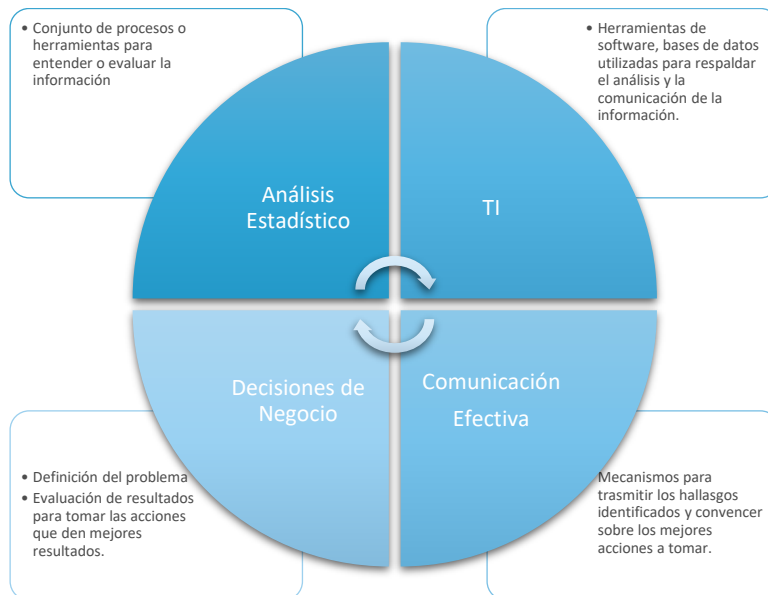 • Conjunto de procesos o
herramientas para
entender o evaluar la
información
• Herramientas de
software, bases de datos
utilizadas para respaldar
el análisis y la
comunicación de la
información.
Análisis
Estadístico
TI
Decisiones de
Negocio
Comunicación
Efectiva
• Definición del problema
• Evaluación de resultados
para tomar las acciones
que den mejores
resultados.
Mecanismos para
trasmitir los hallasgos
identificados y convencer
sobre los mejores
acciones a tomar.